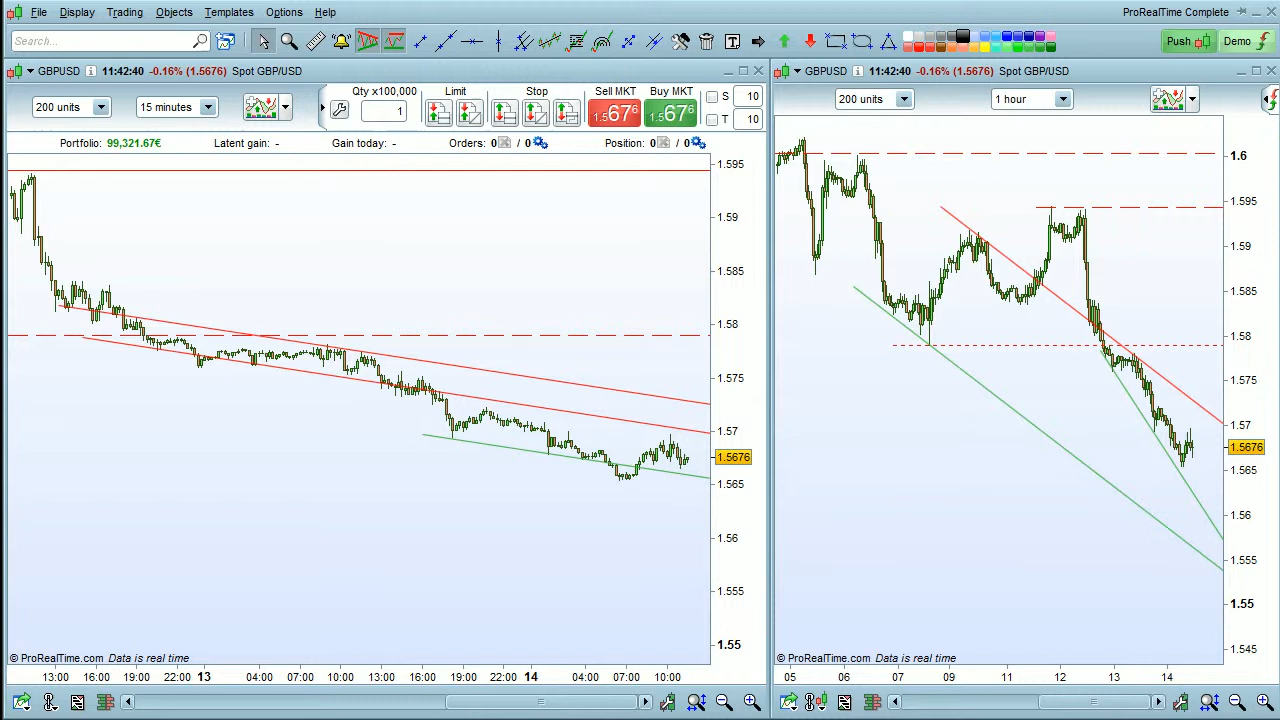 File Display Trading Objects Templates Options Help ProRealTime Complete
Search... Push Demo
GBPUSD 11:42:40 -0.16% (1.5676) Spot GBP/USD
200 units 15 minutes Qty x100,000 1 Limit Stop Sell MKT 1.567⁶ Buy MKT 1.567⁶ S 10 T 10
Portfolio: 99,321.67€ Latent gain: - Gain today: - Orders: 0 / 0 Position: 0 / 0
1.595
1.59
1.585
1.58
1.575
1.57
1.5676
1.565
1.56
1.555
1.55
© ProRealTime.com Data is real time
13:00 16:00 19:00 22:00 13 04:00 07:00 10:00 13:00 16:00 19:00 22:00 14 04:00 07:00 10:00
GBPUSD 11:42:40 -0.16% (1.5676) Spot GBP/USD
200 units 1 hour
1.6
1.595
1.59
1.585
1.58
1.575
1.57
1.5676
1.565
1.56
1.555
1.55
1.545
© ProRealTime.com Data is real time
05 06 07 09 11 12 13 14